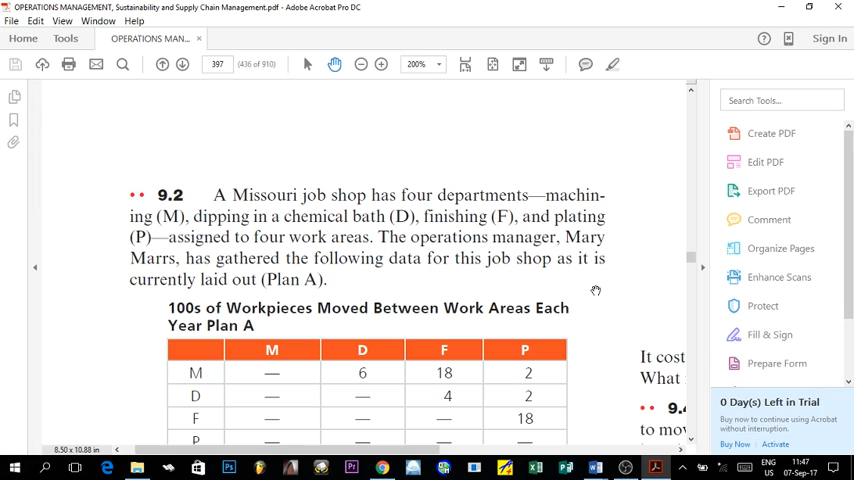 OPERATIONS MANAGEMENT, Sustainability and Supply Chain Management.pdf - Adobe Acrobat Pro DC
File Edit View Window Help
Home Tools OPERATIONS MAN... × Sign In
397 (436 of 910) 200%
Search Tools...
Create PDF
Edit PDF
Export PDF
Comment
Organize Pages
Enhance Scans
Protect
Fill & Sign
Prepare Form
•• 9.2 A Missouri job shop has four departments—machin-
ing (M), dipping in a chemical bath (D), finishing (F), and plating
(P)—assigned to four work areas. The operations manager, Mary
Marrs, has gathered the following data for this job shop as it is
currently laid out (Plan A).
100s of Workpieces Moved Between Work Areas Each
Year Plan A
M D F P
M — 6 18 2
D — — 4 2
F — — — 18
P — — — —
It cost
What
•• 9.4
to mov
0 Day(s) Left in Trial
Buy now to continue using Acrobat
without interruption.
Buy Now Activate
8.50 x 10.88 in
ENG 11:47
US 07-Sep-17